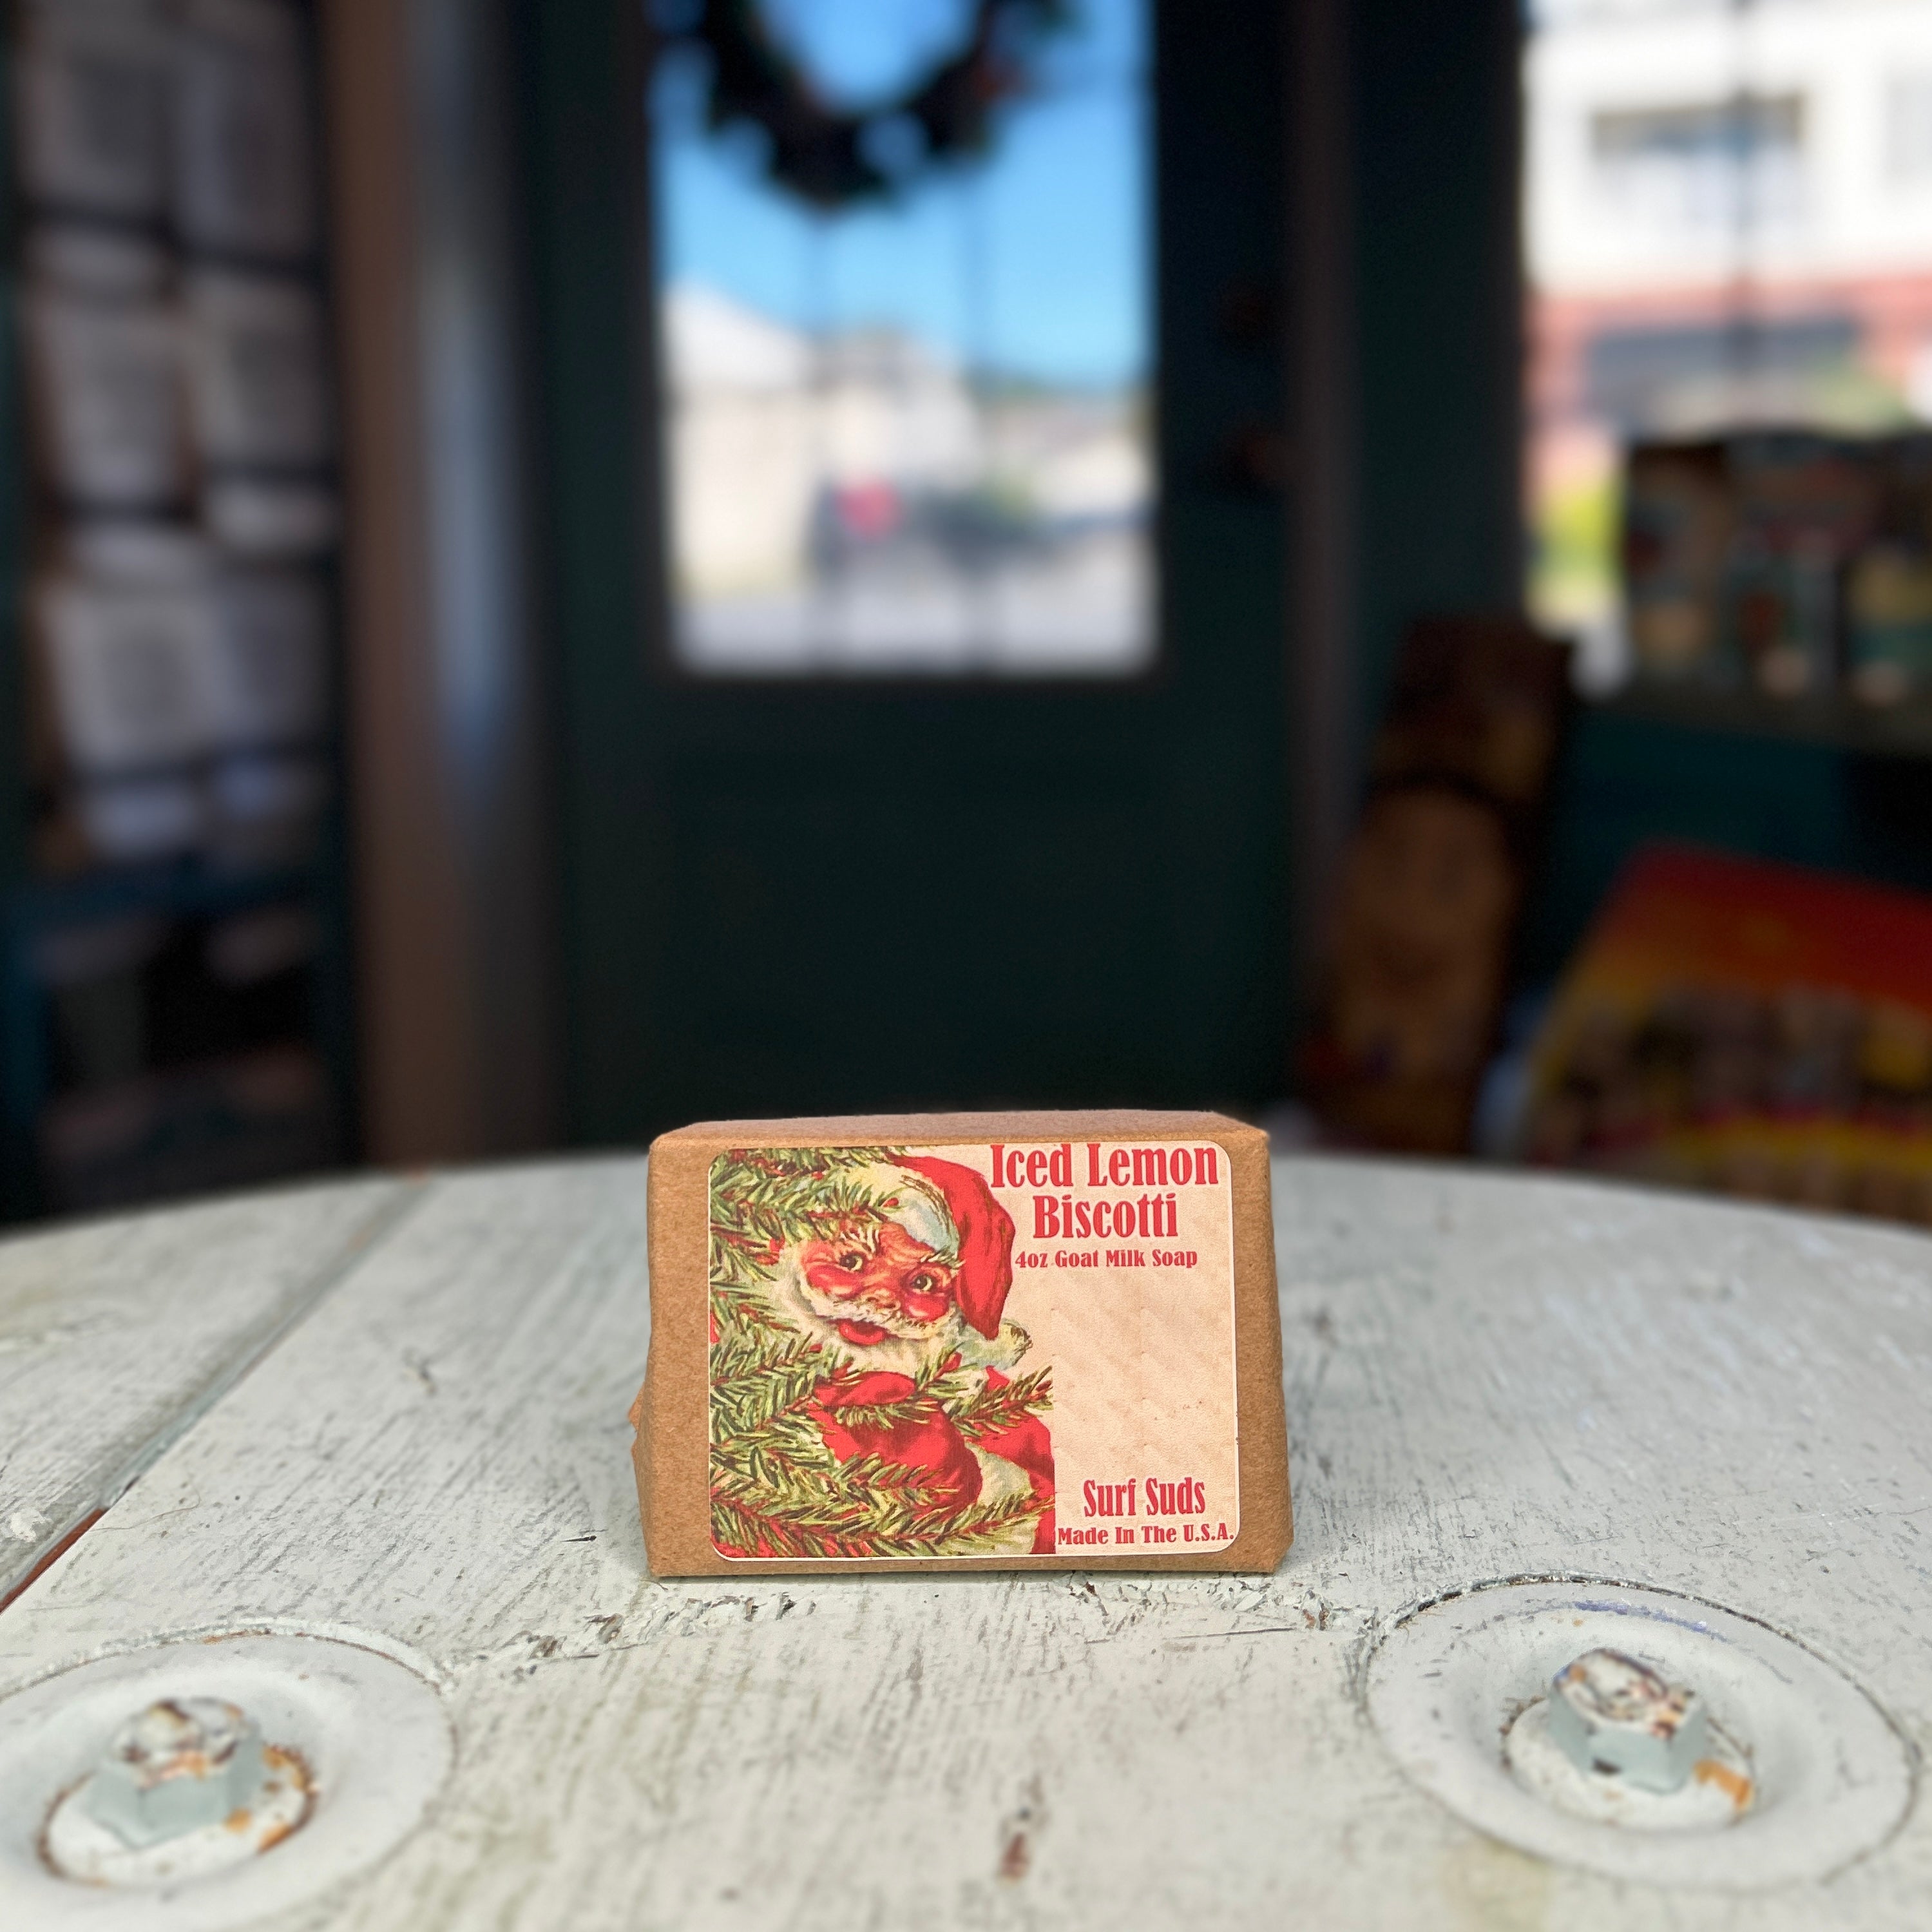 Iced Lemon
Biscotti
4oz Goat Milk Soap
Surf Suds
Made In The U.S.A.